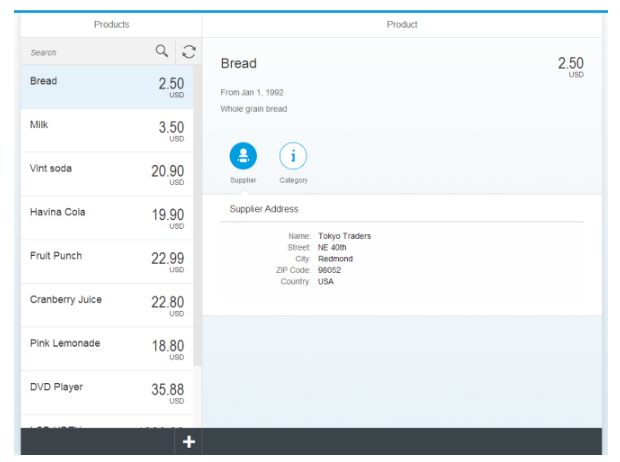 Products
Product
Search
Bread
2.50
USD
Milk
3.50
USD
Vint soda
20.90
USD
Havina Cola
19.90
USD
Fruit Punch
22.99
USD
Cranberry Juice
22.80
USD
Pink Lemonade
18.80
USD
DVD Player
35.88
USD
Bread
2.50
USD
From Jan 1, 1992
Whole grain bread
Supplier
Category
Supplier Address
Name: Tokyo Traders
Street: NE 40th
City: Redmond
ZIP Code: 98052
Country: USA